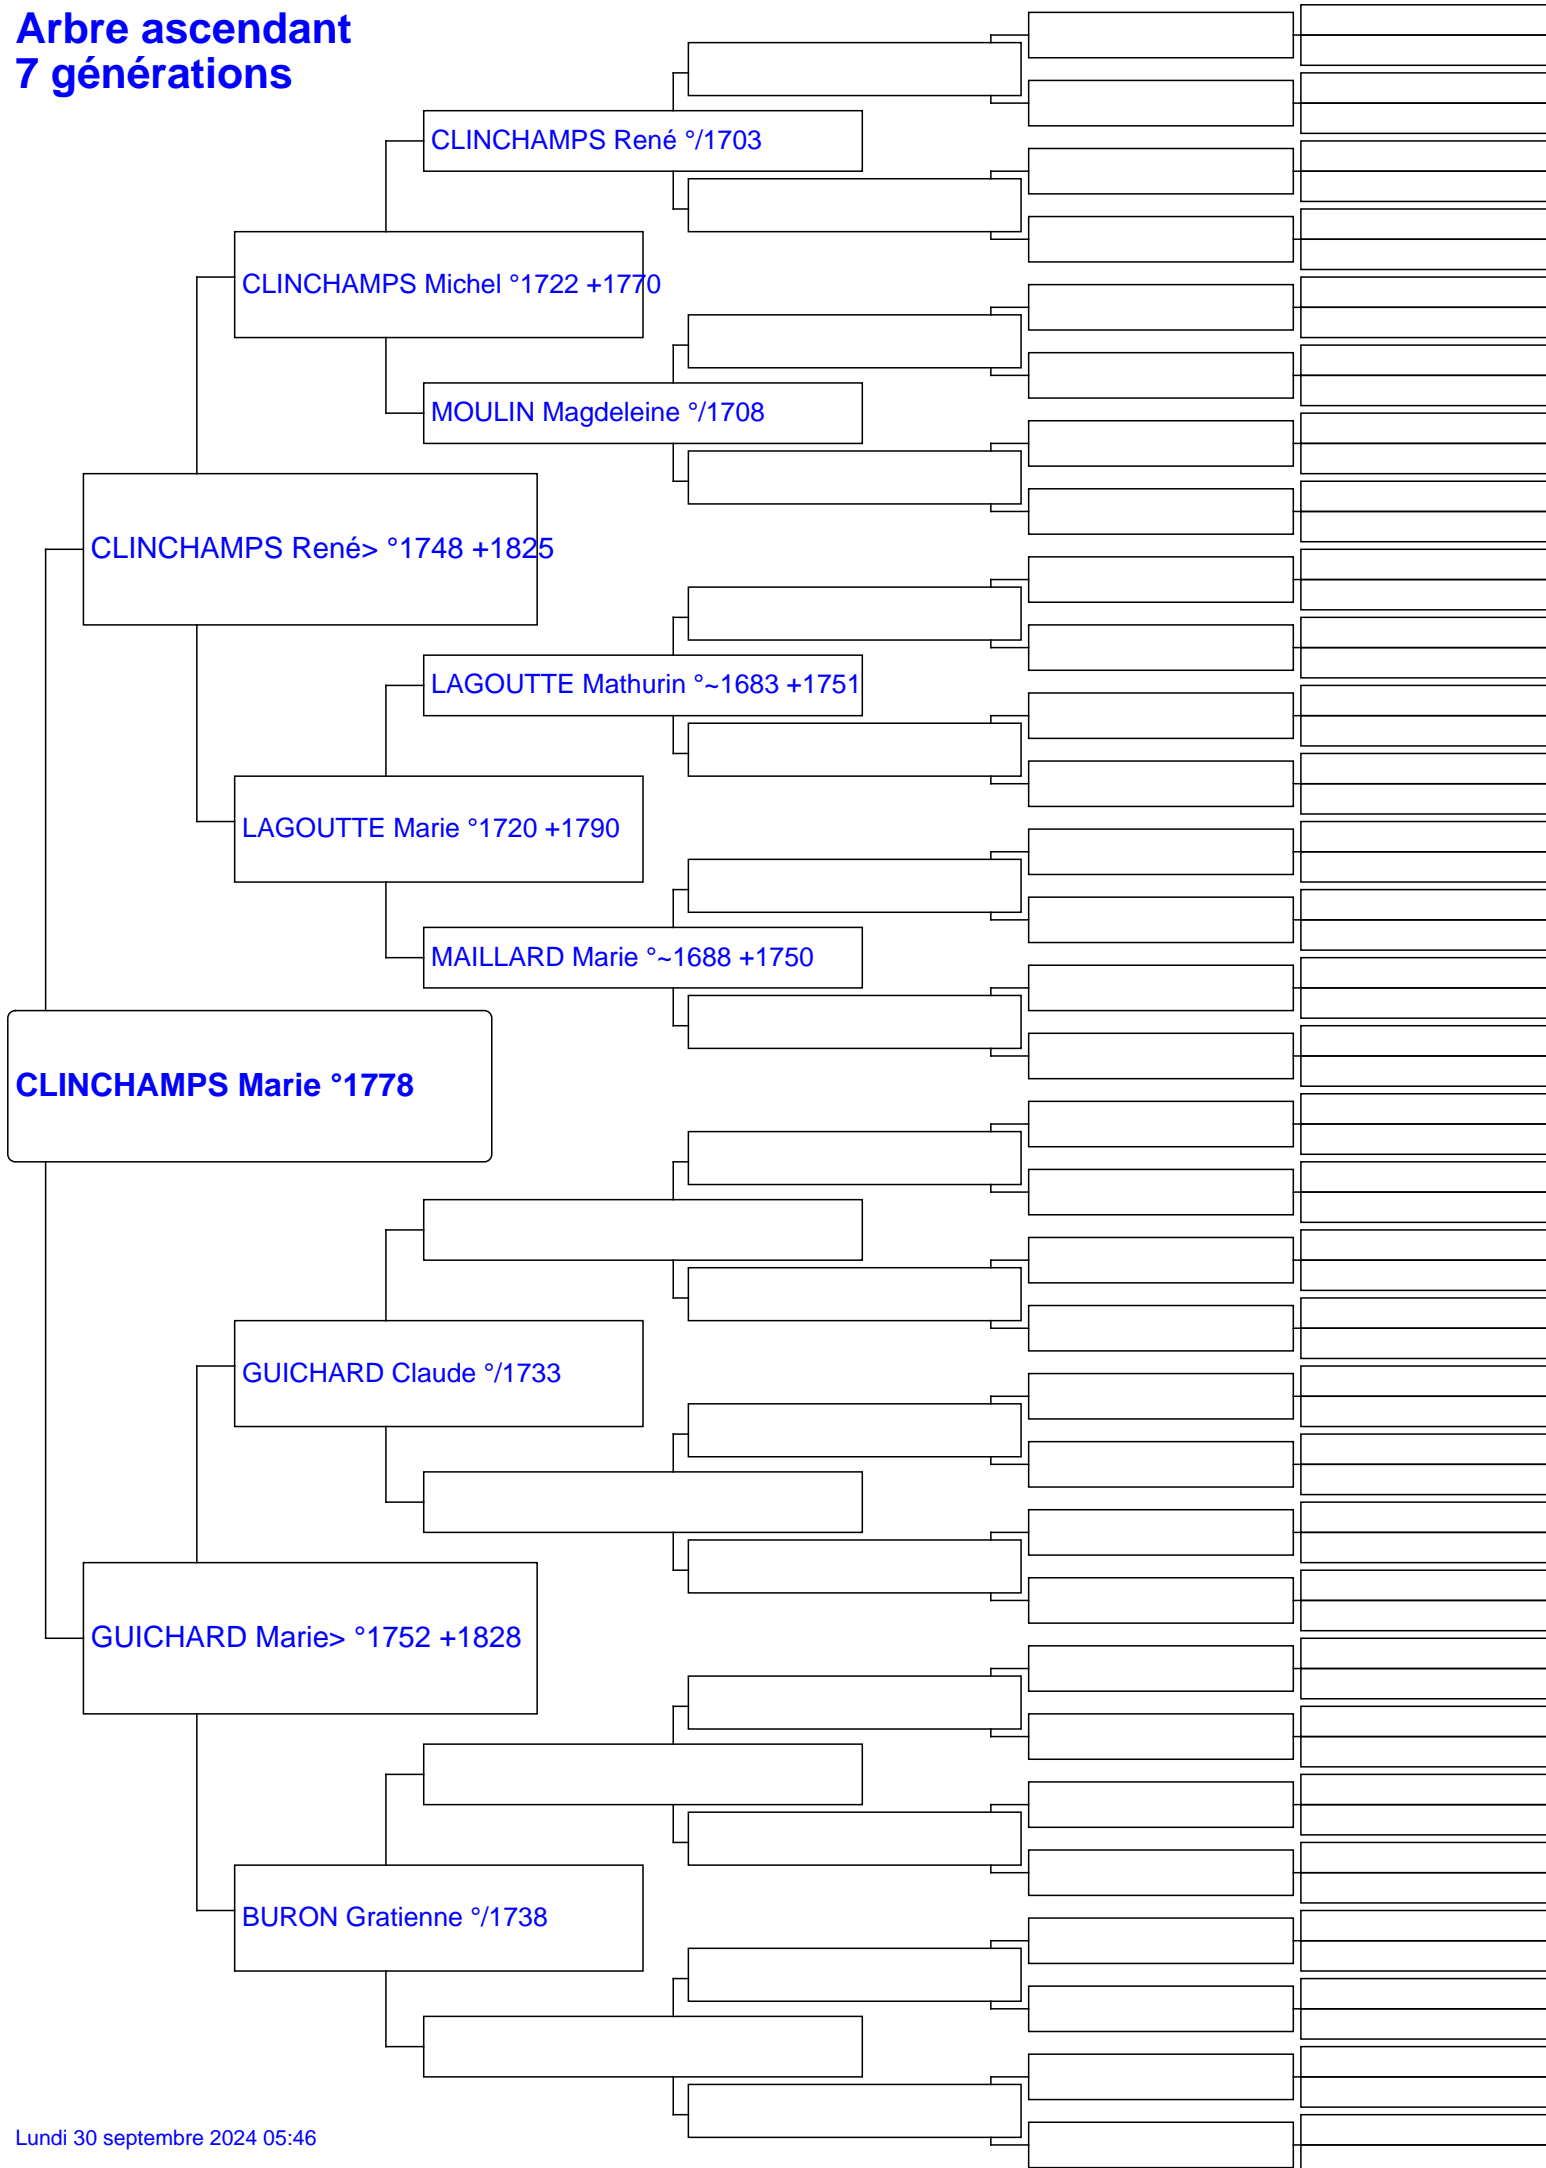 Arbre ascendant
7 générations
CLINCHAMPS René °/1703
CLINCHAMPS Michel °1722 +1770
MOULIN Magdeleine °/1708
CLINCHAMPS René> °1748 +1825
LAGOUTTE Mathurin °~1683 +1751
LAGOUTTE Marie °1720 +1790
MAILLARD Marie °~1688 +1750
CLINCHAMPS Marie °1778
GUICHARD Claude °/1733
GUICHARD Marie> °1752 +1828
BURON Gratienne °/1738
Lundi 30 septembre 2024 05:46